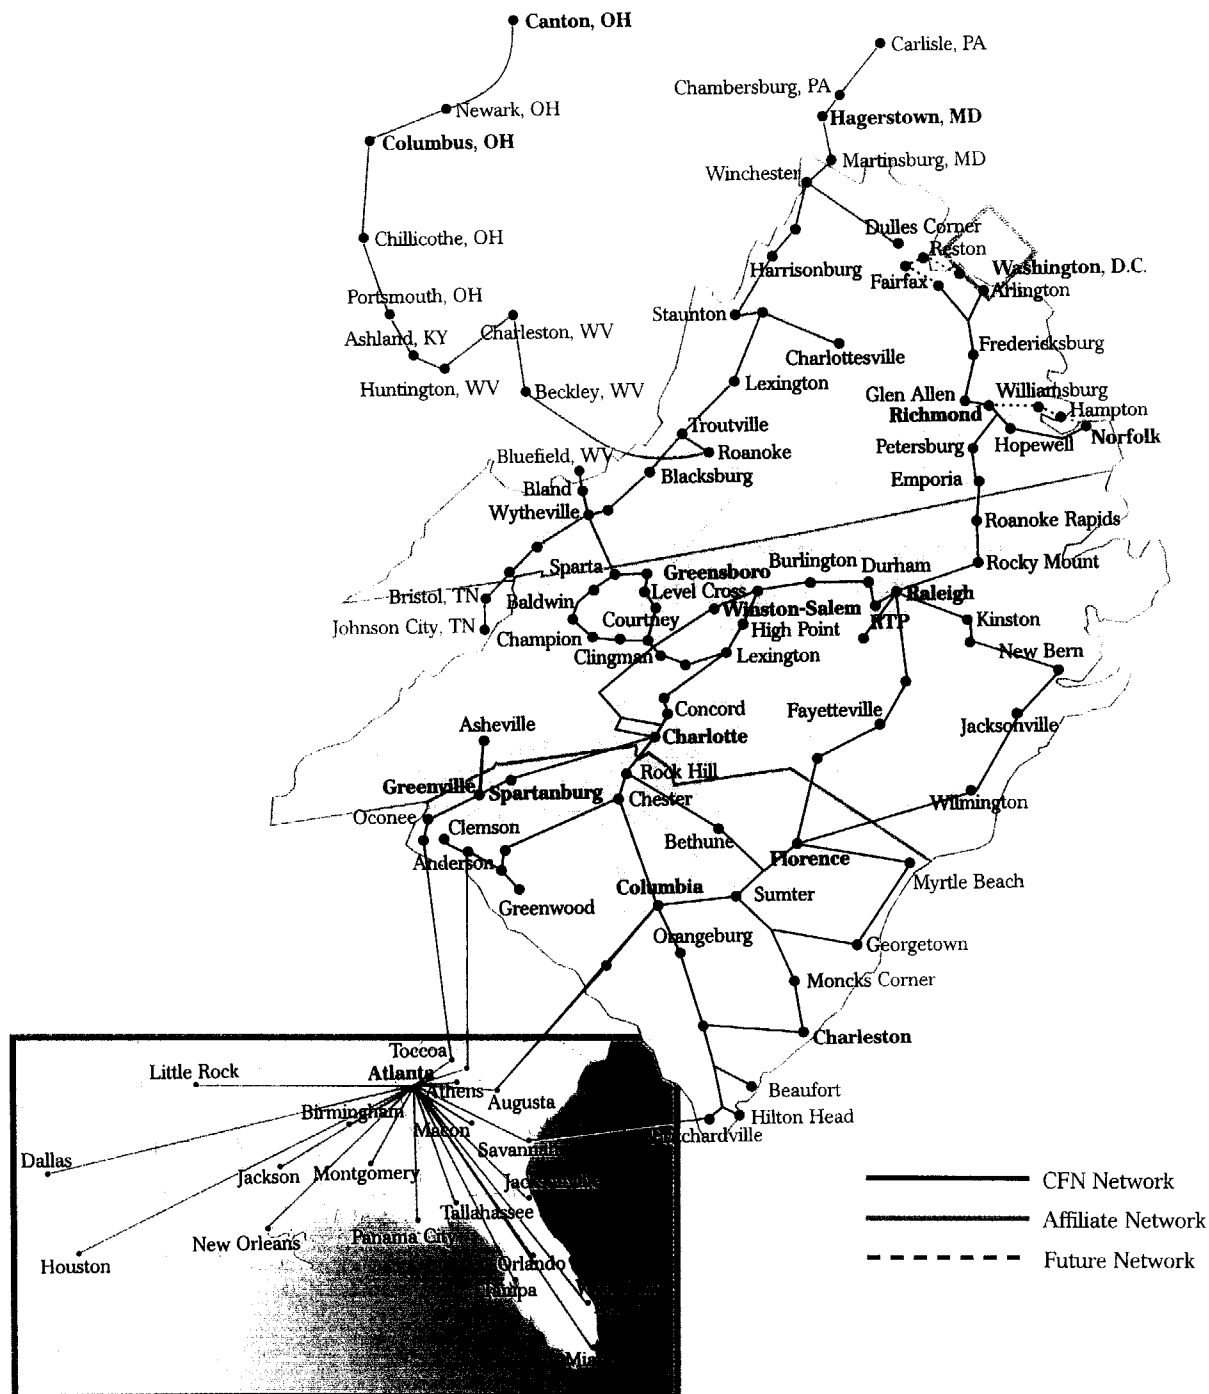 Canton, OH
Carlisle, PA
Chambersburg, PA
Newark, OH
Hagerstown, MD
Columbus, OH
Martinsburg, MD
Winchester
Dulles Corner
Chillicothe, OH
Reston
Washington, D.C.
Harrisonburg
Fairfax
Arlington
Portsmouth, OH
Staunton
Ashland, KY
Charleston, WV
Fredericksburg
Charlottesville
Huntington, WV
Beckley, WV
Lexington
Glen Allen
Williamsburg
Richmond
Hampton
Troutville
Norfolk
Roanoke
Petersburg
Hopewell
Bluefield, WV
Blacksburg
Emporia
Bland
Wytheville
Roanoke Rapids
Burlington
Durham
Rocky Mount
Sparta
Greensboro
Level Cross
Raleigh
Bristol, TN
Baldwin
Winston-Salem
Courtney
RTP
Kinston
Johnson City, TN
Champion
High Point
Clingman
Lexington
New Bern
Concord
Fayetteville
Asheville
Jacksonville
Charlotte
Rock Hill
Greenville
Spartanburg
Chester
Wilmington
Oconee
Clemson
Bethune
Anderson
Florence
Columbia
Sumter
Myrtle Beach
Greenwood
Orangeburg
Georgetown
Moncks Corner
Charleston
Toccoa
Little Rock
Atlanta
Athens
Augusta
Beaufort
Birmingham
Macon
Hilton Head
Savannah
Dallas
Jackson
Montgomery
Jacksonville
CFN Network
Tallahassee
Affiliate Network
New Orleans
Panama City
Houston
Orlando
Future Network
Tampa